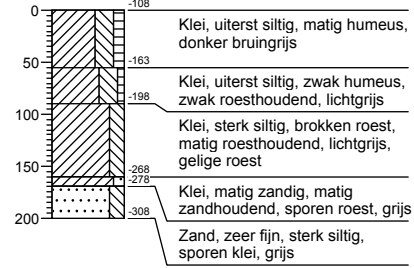 0
50
100
150
200
-108
-163
-198
-268
-278
-308
Klei, uiterst siltig, matig humeus,
donker bruingrijs
Klei, uiterst siltig, zwak humeus,
zwak roesthoudend, lichtgrijs
Klei, sterk siltig, brokken roest,
matig roesthoudend, lichtgrijs,
gelige roest
Klei, matig zandig, matig
zandhoudend, sporen roest, grijs
Zand, zeer fijn, sterk siltig,
sporen klei, grijs